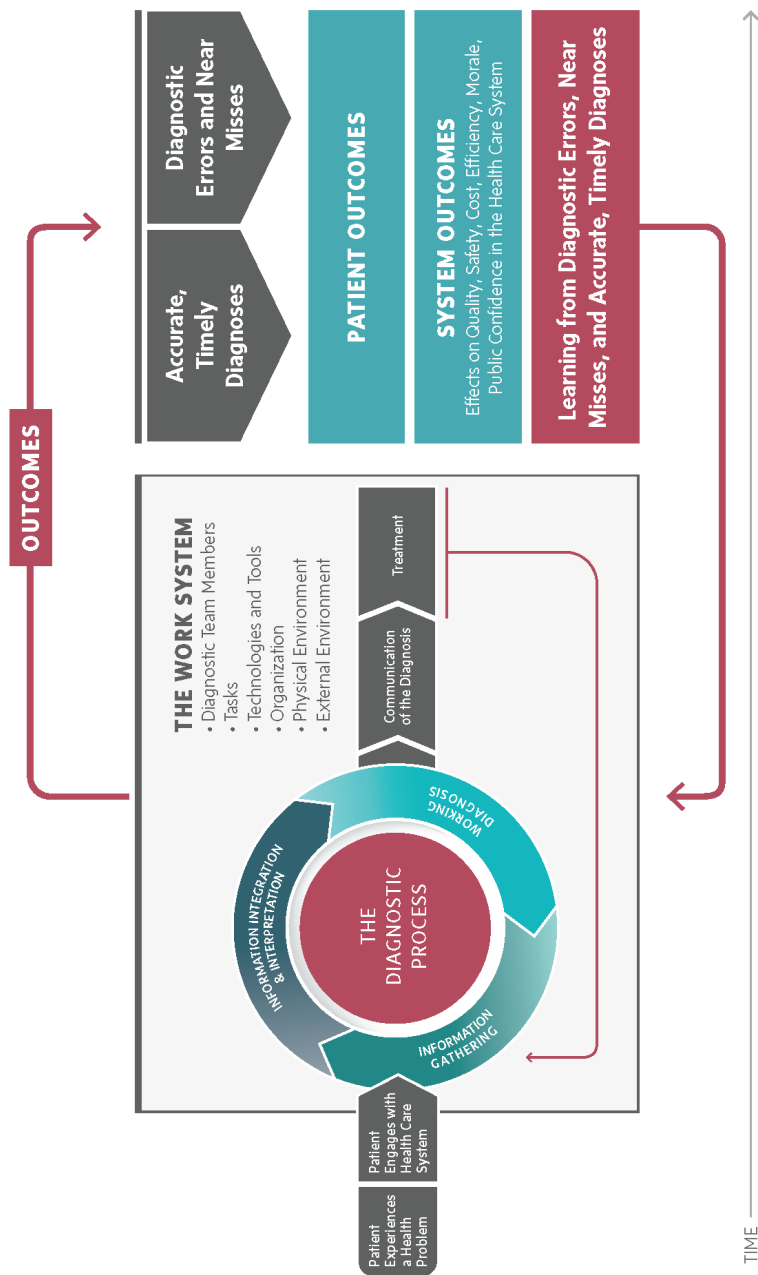 OUTCOMES
Patient
Experiences
a Health
Problem
Patient
Engages with
Health Care
System
THE
DIAGNOSTIC
PROCESS
INFORMATION INTEGRATION
& INTERPRETATION
WORKING
DIAGNOSIS
INFORMATION
GATHERING
THE WORK SYSTEM
• Diagnostic Team Members
• Tasks
• Technologies and Tools
• Organization
• Physical Environment
• External Environment
Communication
of the Diagnosis
Treatment
Accurate,
Timely
Diagnoses
Diagnostic
Errors and Near
Misses
PATIENT OUTCOMES
SYSTEM OUTCOMES
Effects on Quality, Safety, Cost, Efficiency, Morale,
Public Confidence in the Health Care System
Learning from Diagnostic Errors, Near
Misses, and Accurate, Timely Diagnoses
TIME